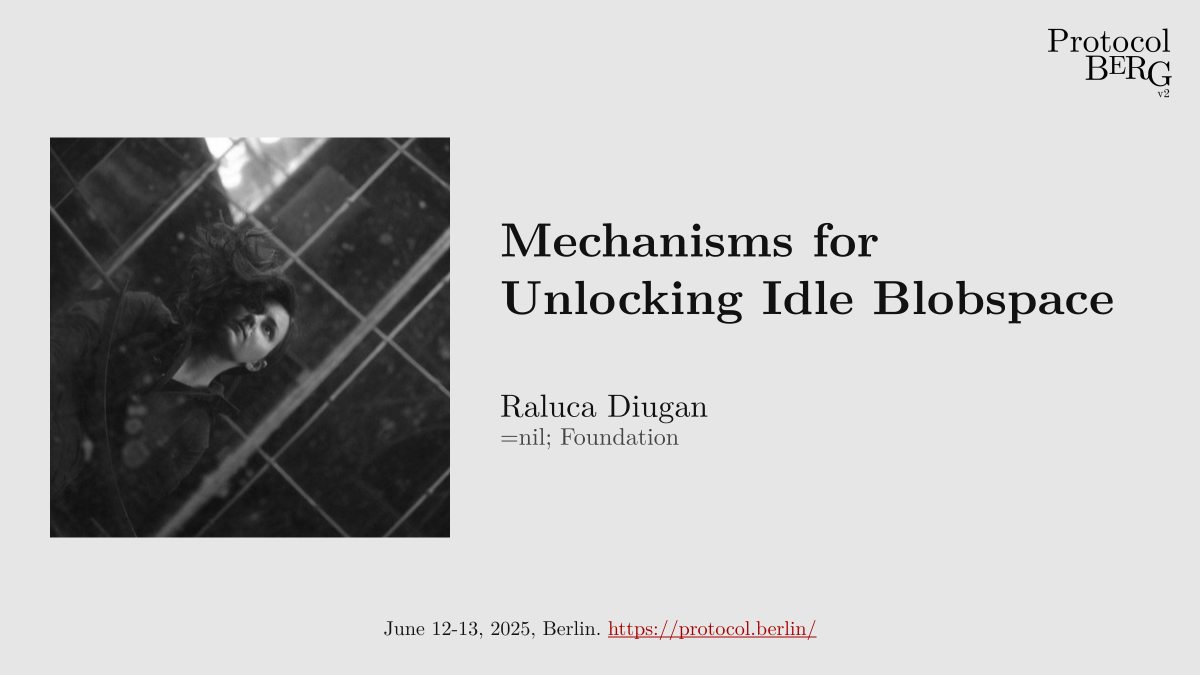 Protocol
BERG
v2
Mechanisms for
Unlocking Idle Blobspace
Raluca Diugan
=nil; Foundation
June 12-13, 2025, Berlin. https://protocol.berlin/